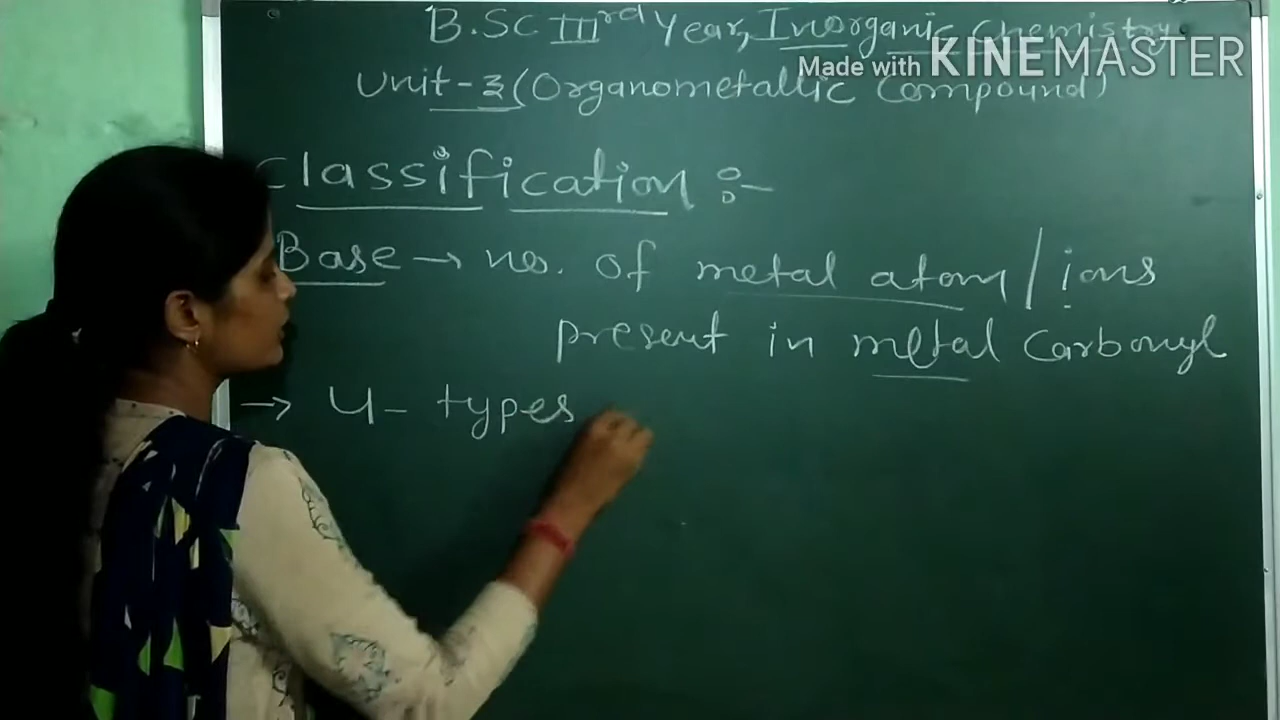 B.Sc IIIrd Year, Inorganic Chemistry
Made with KINEMASTER
Unit-3 (Organometallic Compound)
Classification :-
Base → no. of metal atom / ions
present in metal Carbonyl
→ 4- types